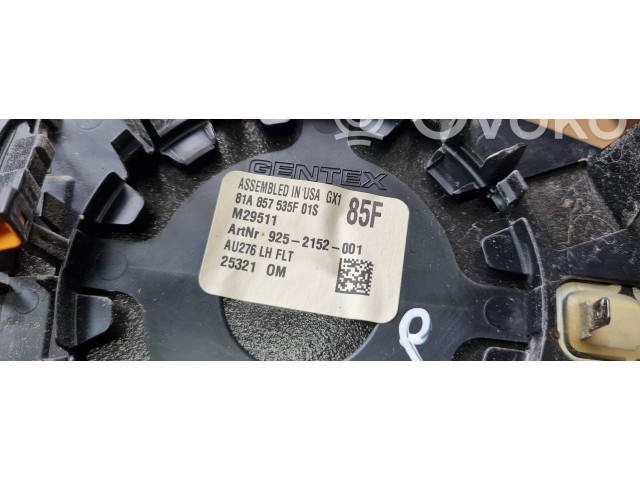 Ovoko
GENTEX
ASSEMBLED IN USA GX1
81A 857 535F 01S 85F
M29511
ArtNr. 925-2152-001
AU276 LH FLT
25321 OM